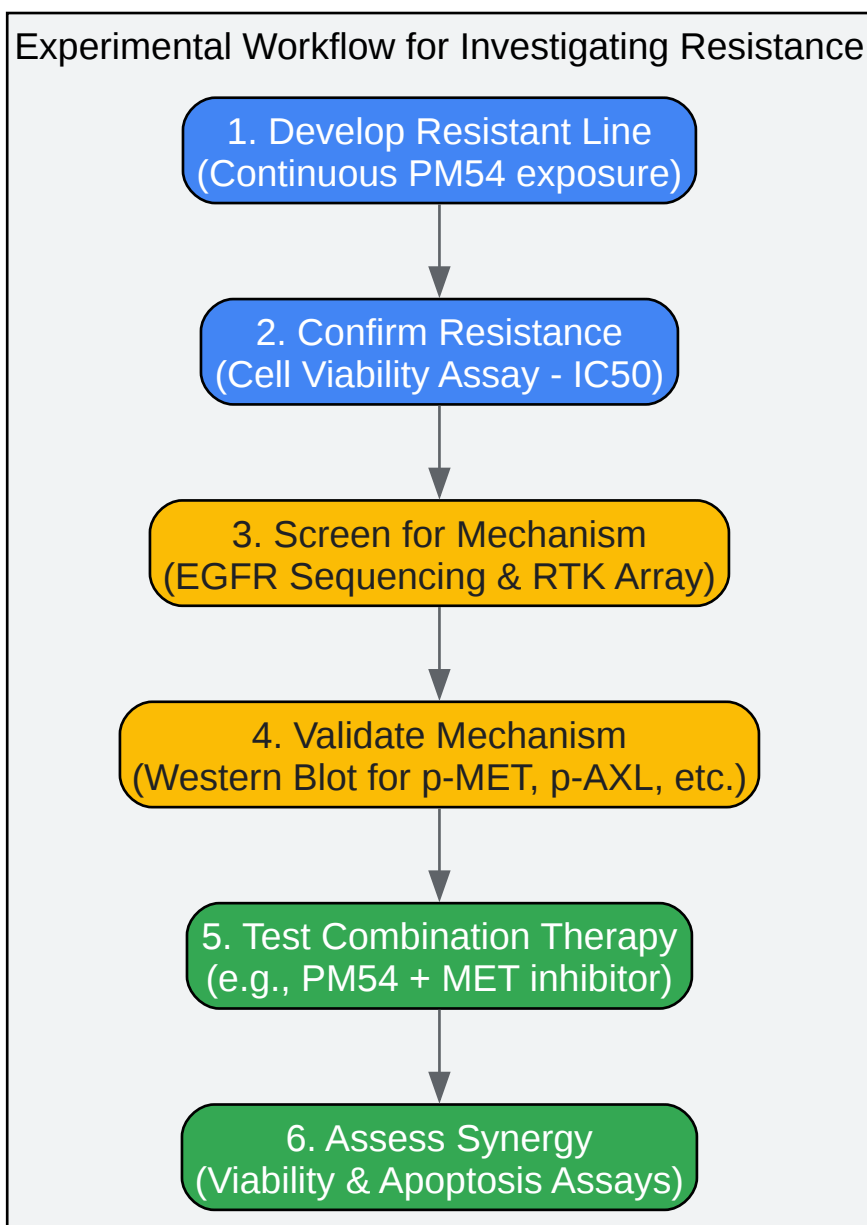 Experimental Workflow for Investigating Resistance
1. Develop Resistant Line
(Continuous PM54 exposure)
2. Confirm Resistance
(Cell Viability Assay - IC50)
3. Screen for Mechanism
(EGFR Sequencing & RTK Array)
4. Validate Mechanism
(Western Blot for p-MET, p-AXL, etc.)
5. Test Combination Therapy
(e.g., PM54 + MET inhibitor)
6. Assess Synergy
(Viability & Apoptosis Assays)